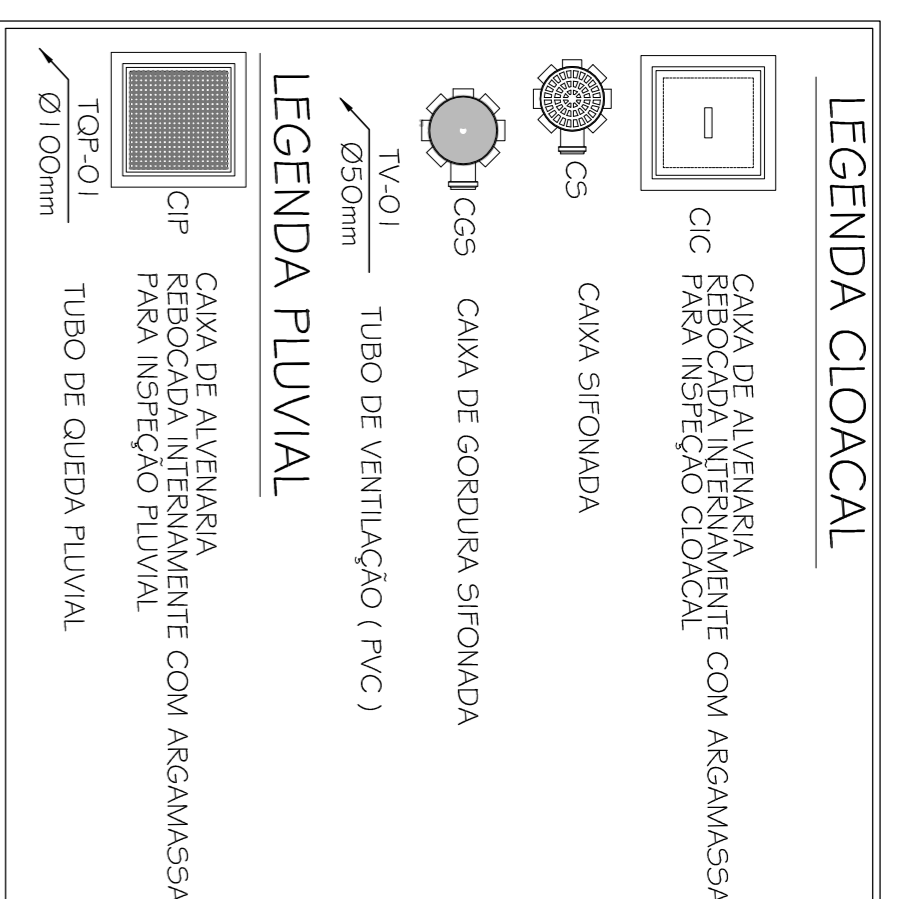 LEGENDA CLOACAL
CIC
CAIXA DE ALVENARIA
REBOCADA INTERNAMENTE COM ARGAMASSA
PARA INSPEÇÃO CLOACAL
CS
CAIXA SIFONADA
CGS
CAIXA DE GORDURA SIFONADA
TV-01
Ø50mm
TUBO DE VENTILAÇÃO ( PVC )
LEGENDA PLUVIAL
CIP
CAIXA DE ALVENARIA
REBOCADA INTERNAMENTE COM ARGAMASSA
PARA INSPEÇÃO PLUVIAL
TQP-01
Ø100mm
TUBO DE QUEDA PLUVIAL